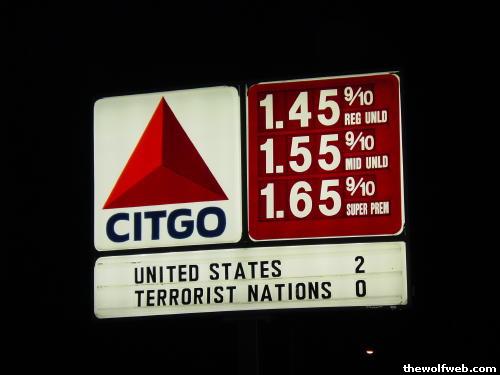 CITGO
1.45 9/10
REG UNLD
1.55 9/10
MID UNLD
1.65 9/10
SUPER PREM
UNITED STATES 2
TERRORIST NATIONS 0
thewolfweb.com